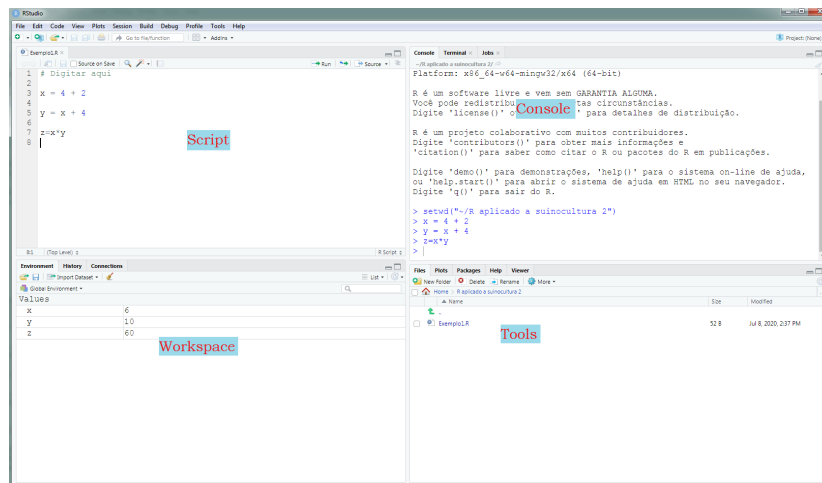 RStudio
File Edit Code View Plots Session Build Debug Profile Tools Help
Go to file/function Addins
Project: (None)
Exemplo1.R
Source on Save Run Source
1 # Digitar aqui
2
3 x = 4 + 2
4
5 y = x + 4
6
7 z=x*y
8
Script
8:1 (Top Level) R Script
Console Terminal Jobs
~/R aplicado a suinocultura 2/
Platform: x86_64-w64-mingw32/x64 (64-bit)
R é um software livre e vem sem GARANTIA ALGUMA.
Você pode redistribu tas circunstâncias.
Digite 'license()' o ' para detalhes de distribuição.
Console
R é um projeto colaborativo com muitos contribuidores.
Digite 'contributors()' para obter mais informações e
'citation()' para saber como citar o R ou pacotes do R em publicações.
Digite 'demo()' para demonstrações, 'help()' para o sistema on-line de ajuda,
ou 'help.start()' para abrir o sistema de ajuda em HTML no seu navegador.
Digite 'q()' para sair do R.
> setwd("~/R aplicado a suinocultura 2")
> x = 4 + 2
> y = x + 4
> z=x*y
>
Environment History Connections
Import Dataset List
Global Environment
Values
x 6
y 10
z 60
Workspace
Files Plots Packages Help Viewer
New Folder Delete Rename More
Home R aplicado a suinocultura 2
Name Size Modified
..
Exemplo1.R 52 B Jul 8, 2020, 2:37 PM
Tools